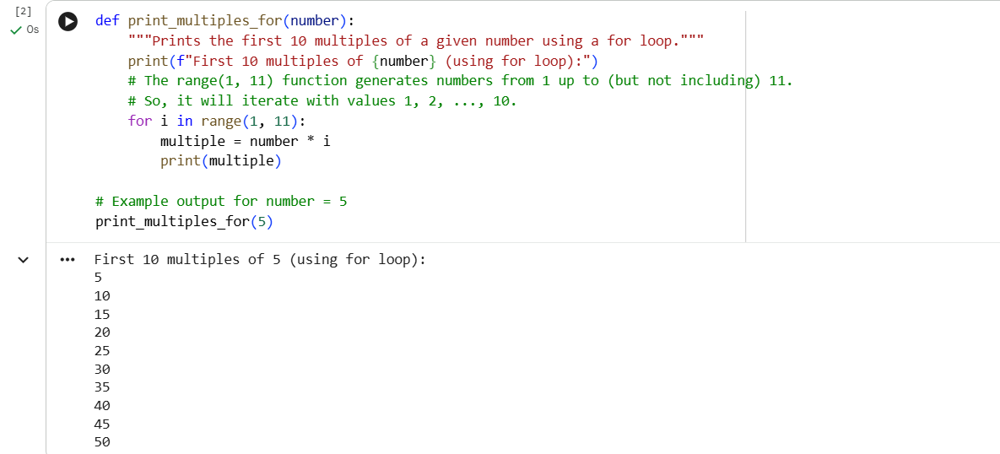 [2]
0s
def print_multiples_for(number):
    """Prints the first 10 multiples of a given number using a for loop."""
    print(f"First 10 multiples of {number} (using for loop):")
    # The range(1, 11) function generates numbers from 1 up to (but not including) 11.
    # So, it will iterate with values 1, 2, ..., 10.
    for i in range(1, 11):
        multiple = number * i
        print(multiple)

# Example output for number = 5
print_multiples_for(5)
First 10 multiples of 5 (using for loop):
5
10
15
20
25
30
35
40
45
50